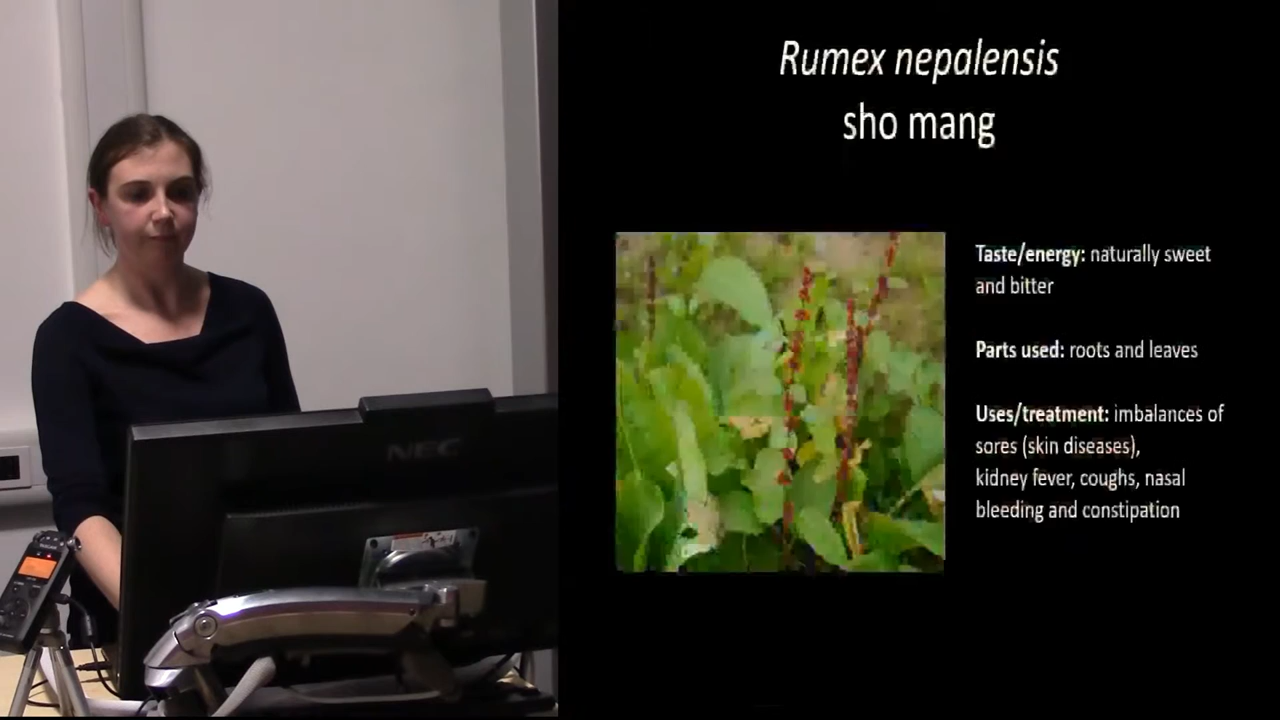 Rumex nepalensis
sho mang
Taste/energy: naturally sweet
and bitter
Parts used: roots and leaves
Uses/treatment: imbalances of
sores (skin diseases),
kidney fever, coughs, nasal
bleeding and constipation
NEC